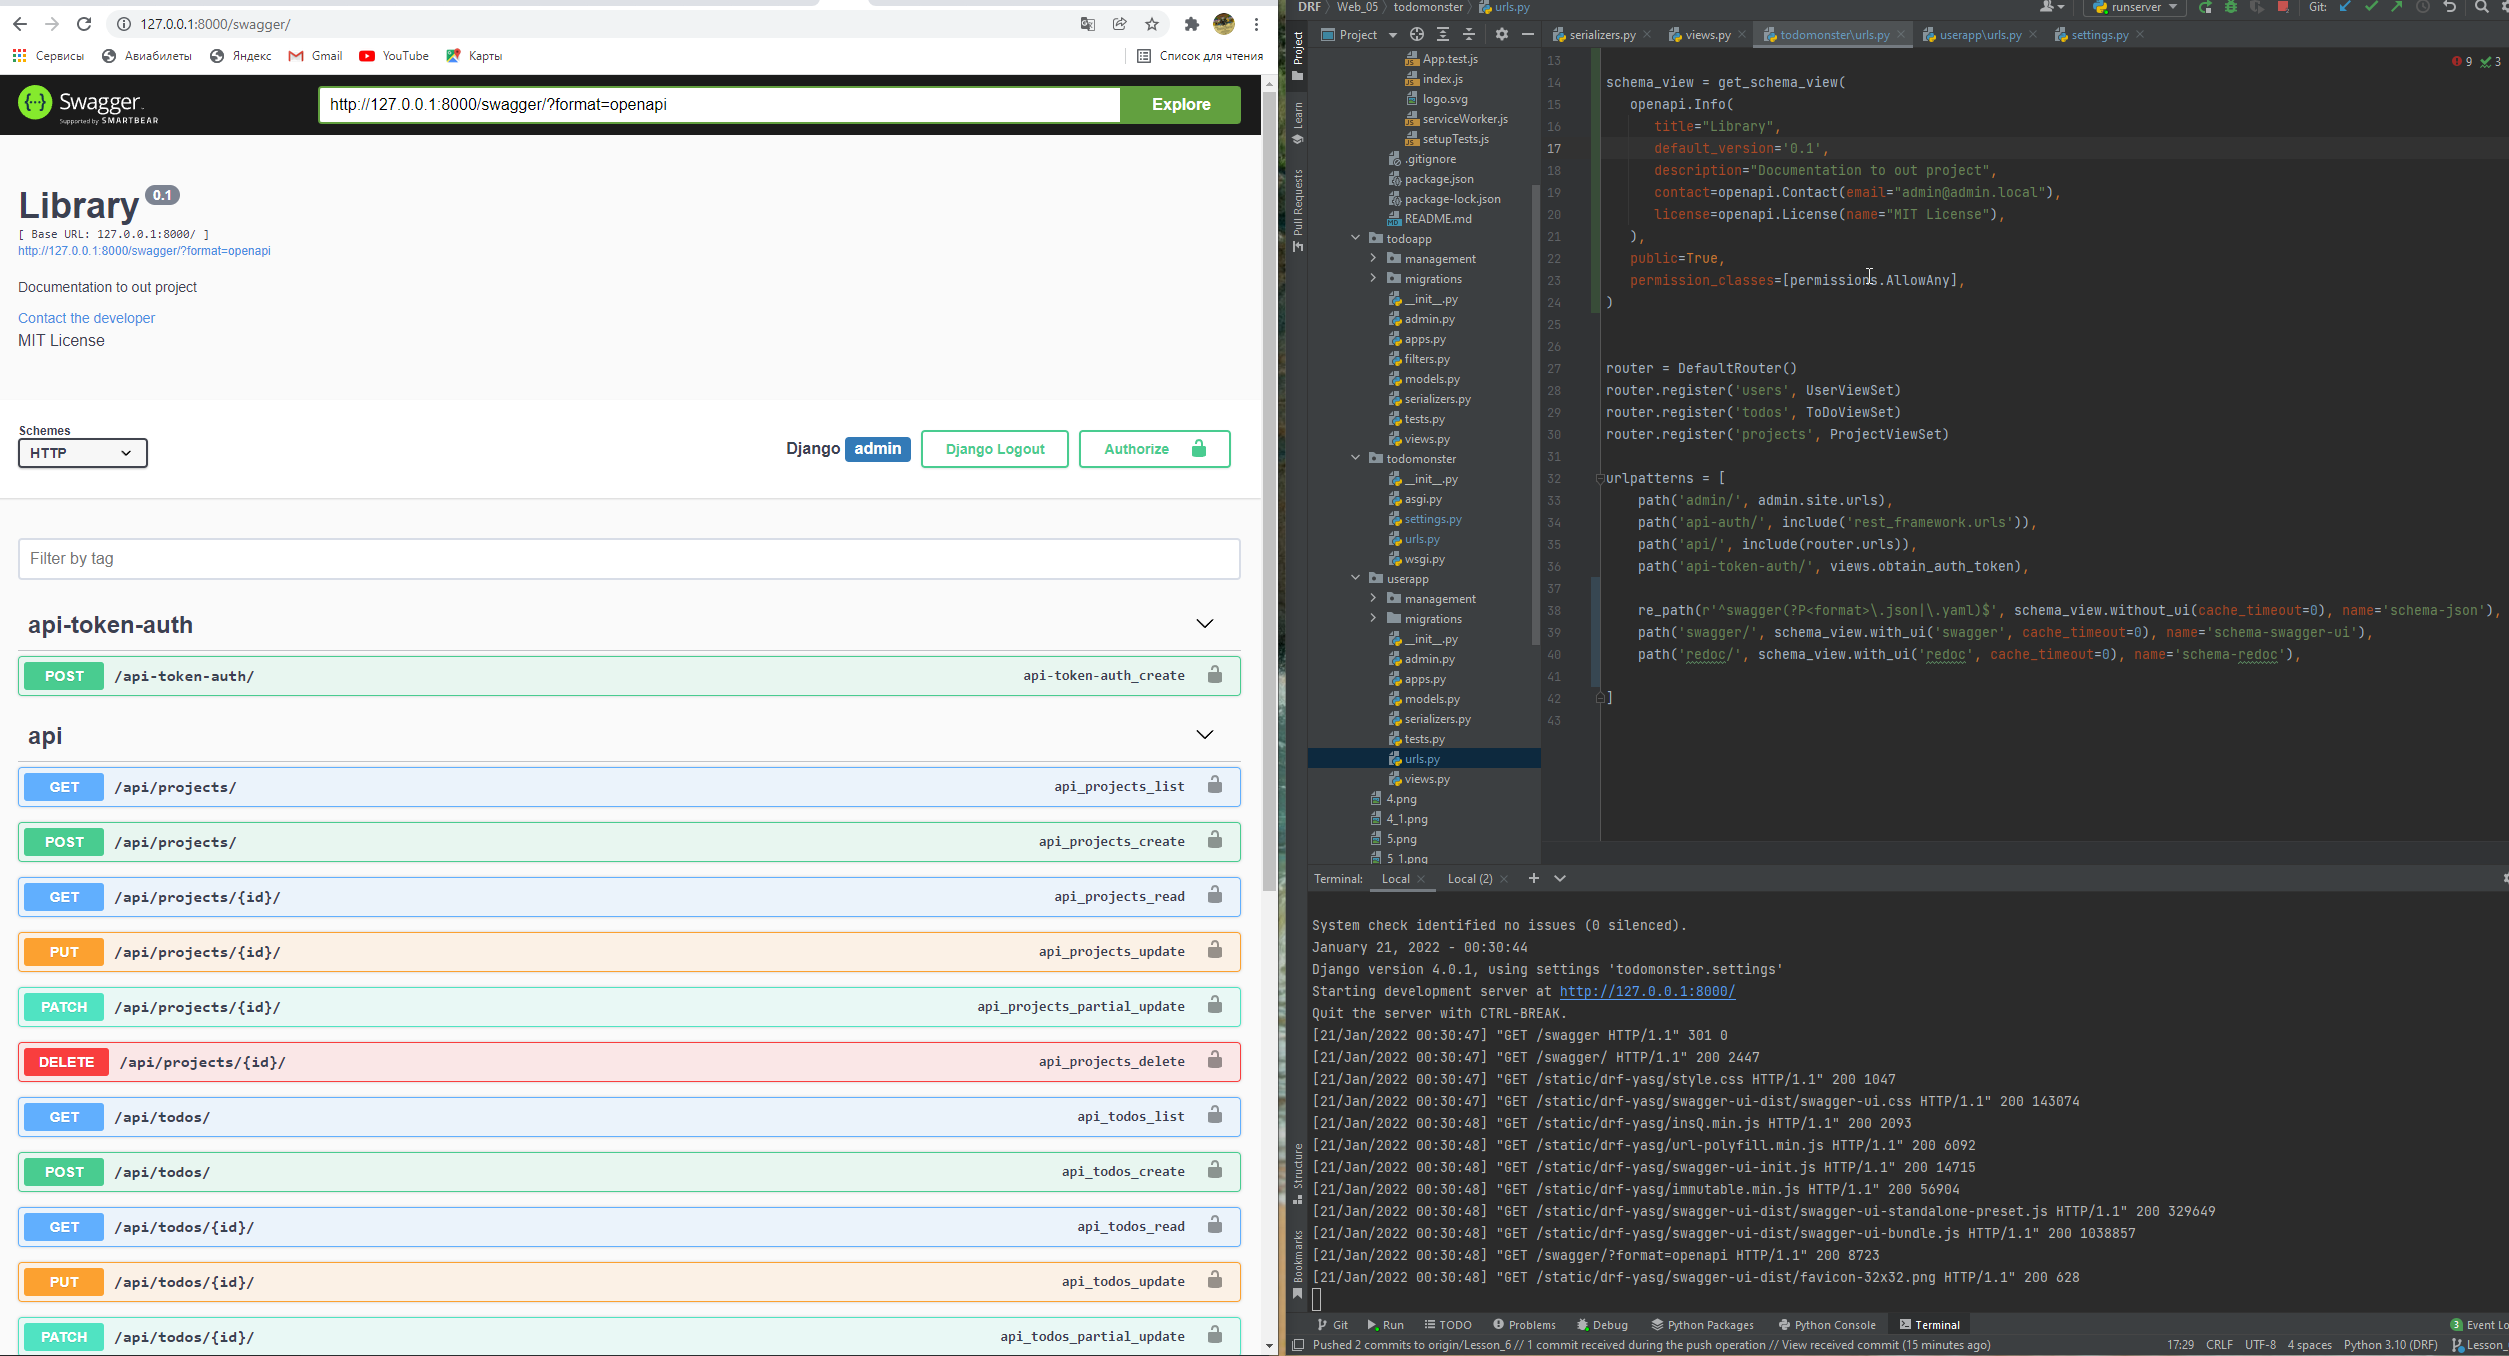 127.0.0.1:8000/swagger/
Сервисы
Авиабилеты
Яндекс
Gmail
YouTube
Карты
Список для чтения
Swagger.
Supported by SMARTBEAR
http://127.0.0.1:8000/swagger/?format=openapi
Explore
Library 0.1
[ Base URL: 127.0.0.1:8000/ ]
http://127.0.0.1:8000/swagger/?format=openapi
Documentation to out project
Contact the developer
MIT License
Schemes
HTTP
Django admin
Django Logout
Authorize
Filter by tag
api-token-auth
POST /api-token-auth/ api-token-auth_create
api
GET /api/projects/ api_projects_list
POST /api/projects/ api_projects_create
GET /api/projects/{id}/ api_projects_read
PUT /api/projects/{id}/ api_projects_update
PATCH /api/projects/{id}/ api_projects_partial_update
DELETE /api/projects/{id}/ api_projects_delete
GET /api/todos/ api_todos_list
POST /api/todos/ api_todos_create
GET /api/todos/{id}/ api_todos_read
PUT /api/todos/{id}/ api_todos_update
PATCH /api/todos/{id}/ api_todos_partial_update
DRF Web_05 todomonster urls.py
runserver
Git:
Project
serializers.py
views.py
todomonster\urls.py
userapp\urls.py
settings.py
Project
Learn
Pull Requests
Structure
Bookmarks
App.test.js
index.js
logo.svg
serviceWorker.js
setupTests.js
.gitignore
package.json
package-lock.json
README.md
todoapp
management
migrations
__init__.py
admin.py
apps.py
filters.py
models.py
serializers.py
tests.py
views.py
todomonster
__init__.py
asgi.py
settings.py
urls.py
wsgi.py
userapp
management
migrations
__init__.py
admin.py
apps.py
models.py
serializers.py
tests.py
urls.py
views.py
4.png
4_1.png
5.png
5_1.png
9 3
13
14 schema_view = get_schema_view(
15 openapi.Info(
16 title="Library",
17 default_version='0.1',
18 description="Documentation to out project",
19 contact=openapi.Contact(email="admin@admin.local"),
20 license=openapi.License(name="MIT License"),
21 ),
22 public=True,
23 permission_classes=[permissions.AllowAny],
24 )
25
26
27 router = DefaultRouter()
28 router.register('users', UserViewSet)
29 router.register('todos', ToDoViewSet)
30 router.register('projects', ProjectViewSet)
31
32 urlpatterns = [
33 path('admin/', admin.site.urls),
34 path('api-auth/', include('rest_framework.urls')),
35 path('api/', include(router.urls)),
36 path('api-token-auth/', views.obtain_auth_token),
37
38 re_path(r'^swagger(?P<format>\.json|\.yaml)$', schema_view.without_ui(cache_timeout=0), name='schema-json'),
39 path('swagger/', schema_view.with_ui('swagger', cache_timeout=0), name='schema-swagger-ui'),
40 path('redoc/', schema_view.with_ui('redoc', cache_timeout=0), name='schema-redoc'),
41
42 ]
43
Terminal: Local Local (2)
System check identified no issues (0 silenced).
January 21, 2022 - 00:30:44
Django version 4.0.1, using settings 'todomonster.settings'
Starting development server at http://127.0.0.1:8000/
Quit the server with CTRL-BREAK.
[21/Jan/2022 00:30:47] "GET /swagger HTTP/1.1" 301 0
[21/Jan/2022 00:30:47] "GET /swagger/ HTTP/1.1" 200 2447
[21/Jan/2022 00:30:47] "GET /static/drf-yasg/style.css HTTP/1.1" 200 1047
[21/Jan/2022 00:30:47] "GET /static/drf-yasg/swagger-ui-dist/swagger-ui.css HTTP/1.1" 200 143074
[21/Jan/2022 00:30:48] "GET /static/drf-yasg/insQ.min.js HTTP/1.1" 200 2093
[21/Jan/2022 00:30:48] "GET /static/drf-yasg/url-polyfill.min.js HTTP/1.1" 200 6092
[21/Jan/2022 00:30:48] "GET /static/drf-yasg/swagger-ui-init.js HTTP/1.1" 200 14715
[21/Jan/2022 00:30:48] "GET /static/drf-yasg/immutable.min.js HTTP/1.1" 200 56904
[21/Jan/2022 00:30:48] "GET /static/drf-yasg/swagger-ui-dist/swagger-ui-standalone-preset.js HTTP/1.1" 200 329649
[21/Jan/2022 00:30:48] "GET /static/drf-yasg/swagger-ui-dist/swagger-ui-bundle.js HTTP/1.1" 200 1038857
[21/Jan/2022 00:30:48] "GET /swagger/?format=openapi HTTP/1.1" 200 8723
[21/Jan/2022 00:30:48] "GET /static/drf-yasg/swagger-ui-dist/favicon-32x32.png HTTP/1.1" 200 628
Git
Run
TODO
Problems
Debug
Python Packages
Python Console
Terminal
3 Event Lo
Pushed 2 commits to origin/Lesson_6 // 1 commit received during the push operation // View received commit (15 minutes ago)
17:29 CRLF UTF-8 4 spaces Python 3.10 (DRF) Lesson_